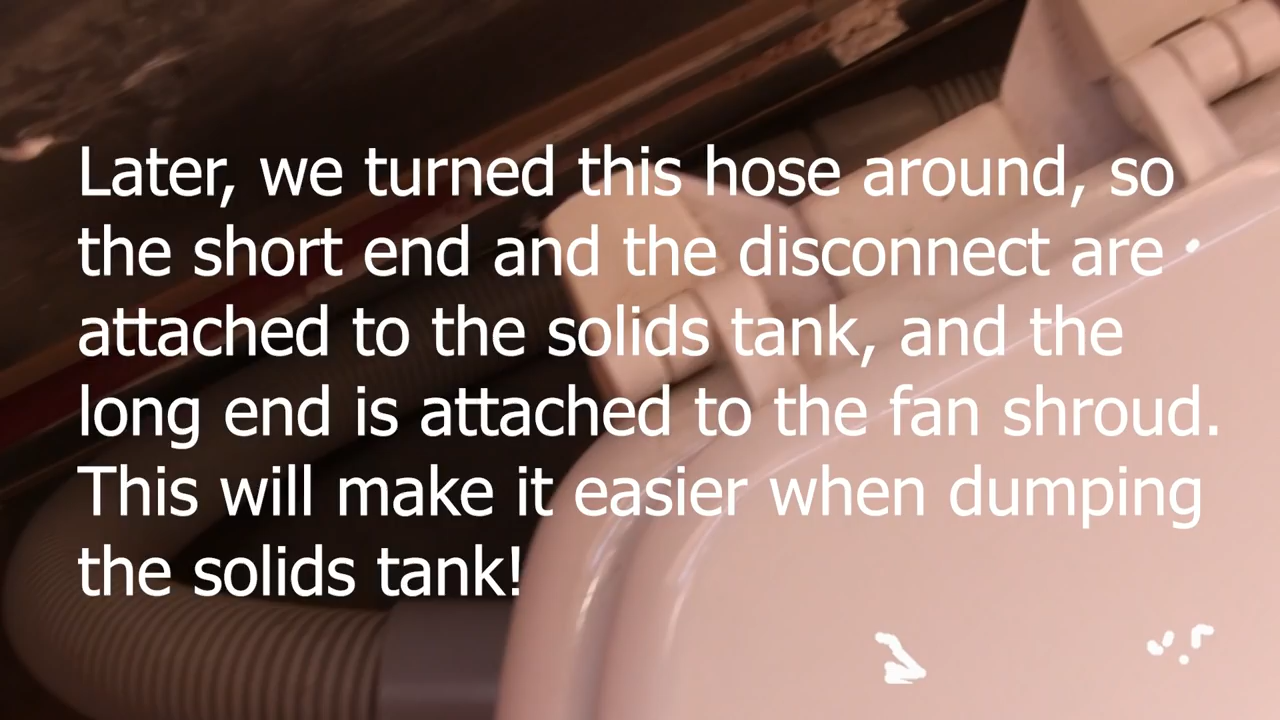 Later, we turned this hose around, so
the short end and the disconnect are
attached to the solids tank, and the
long end is attached to the fan shroud.
This will make it easier when dumping
the solids tank!